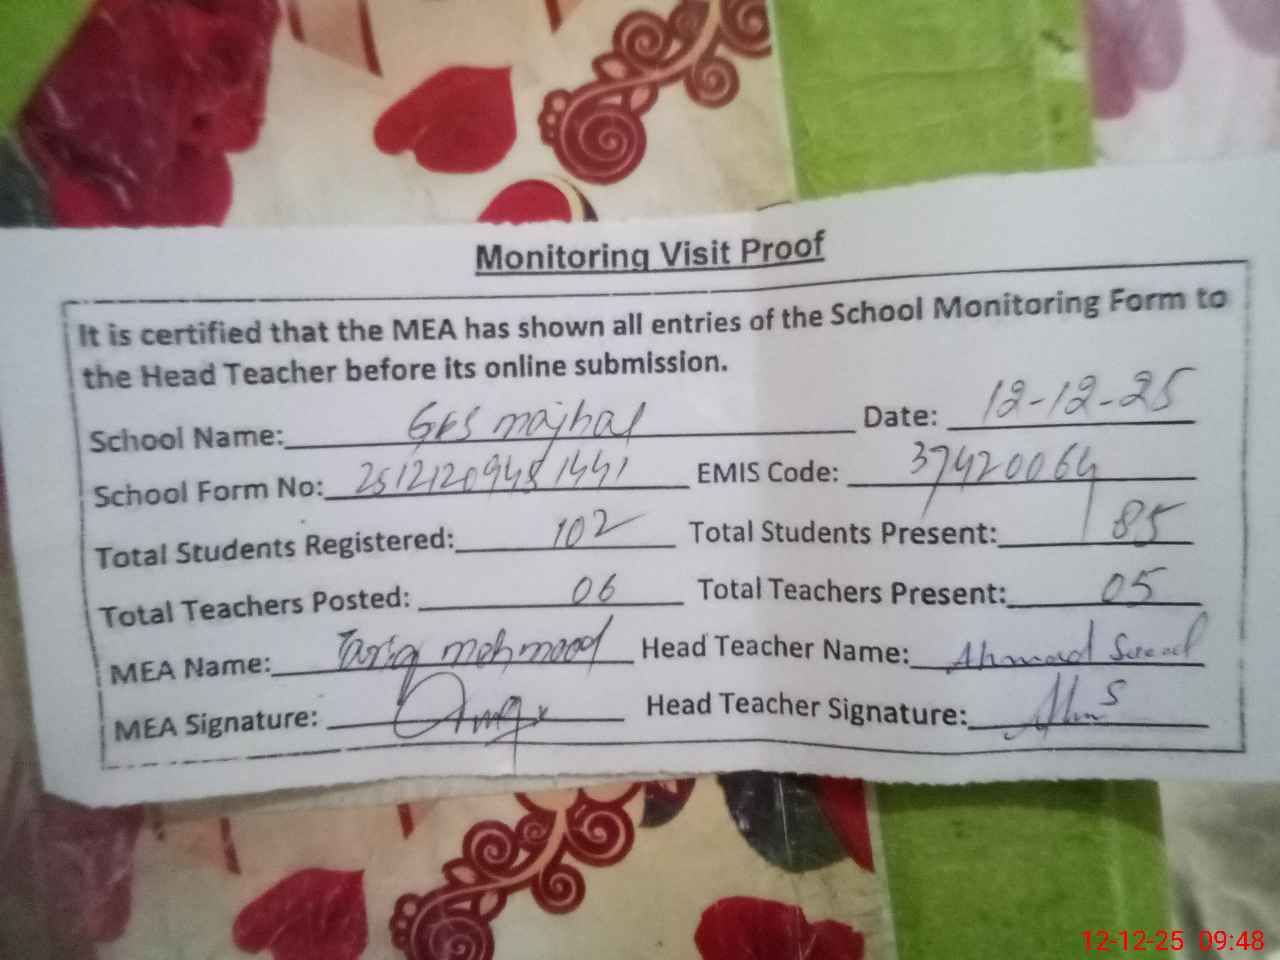 Monitoring Visit Proof
It is certified that the MEA has shown all entries of the School Monitoring Form to
the Head Teacher before its online submission.
School Name: GES majhal Date: 12-12-25
School Form No: EMIS Code: 37420064
Total Students Registered: 102 Total Students Present: 85
Total Teachers Posted: 06 Total Teachers Present: 05
MEA Name: Tariq mehmood Head Teacher Name: Ahmad
MEA Signature: Head Teacher Signature:
12-12-25 09:48